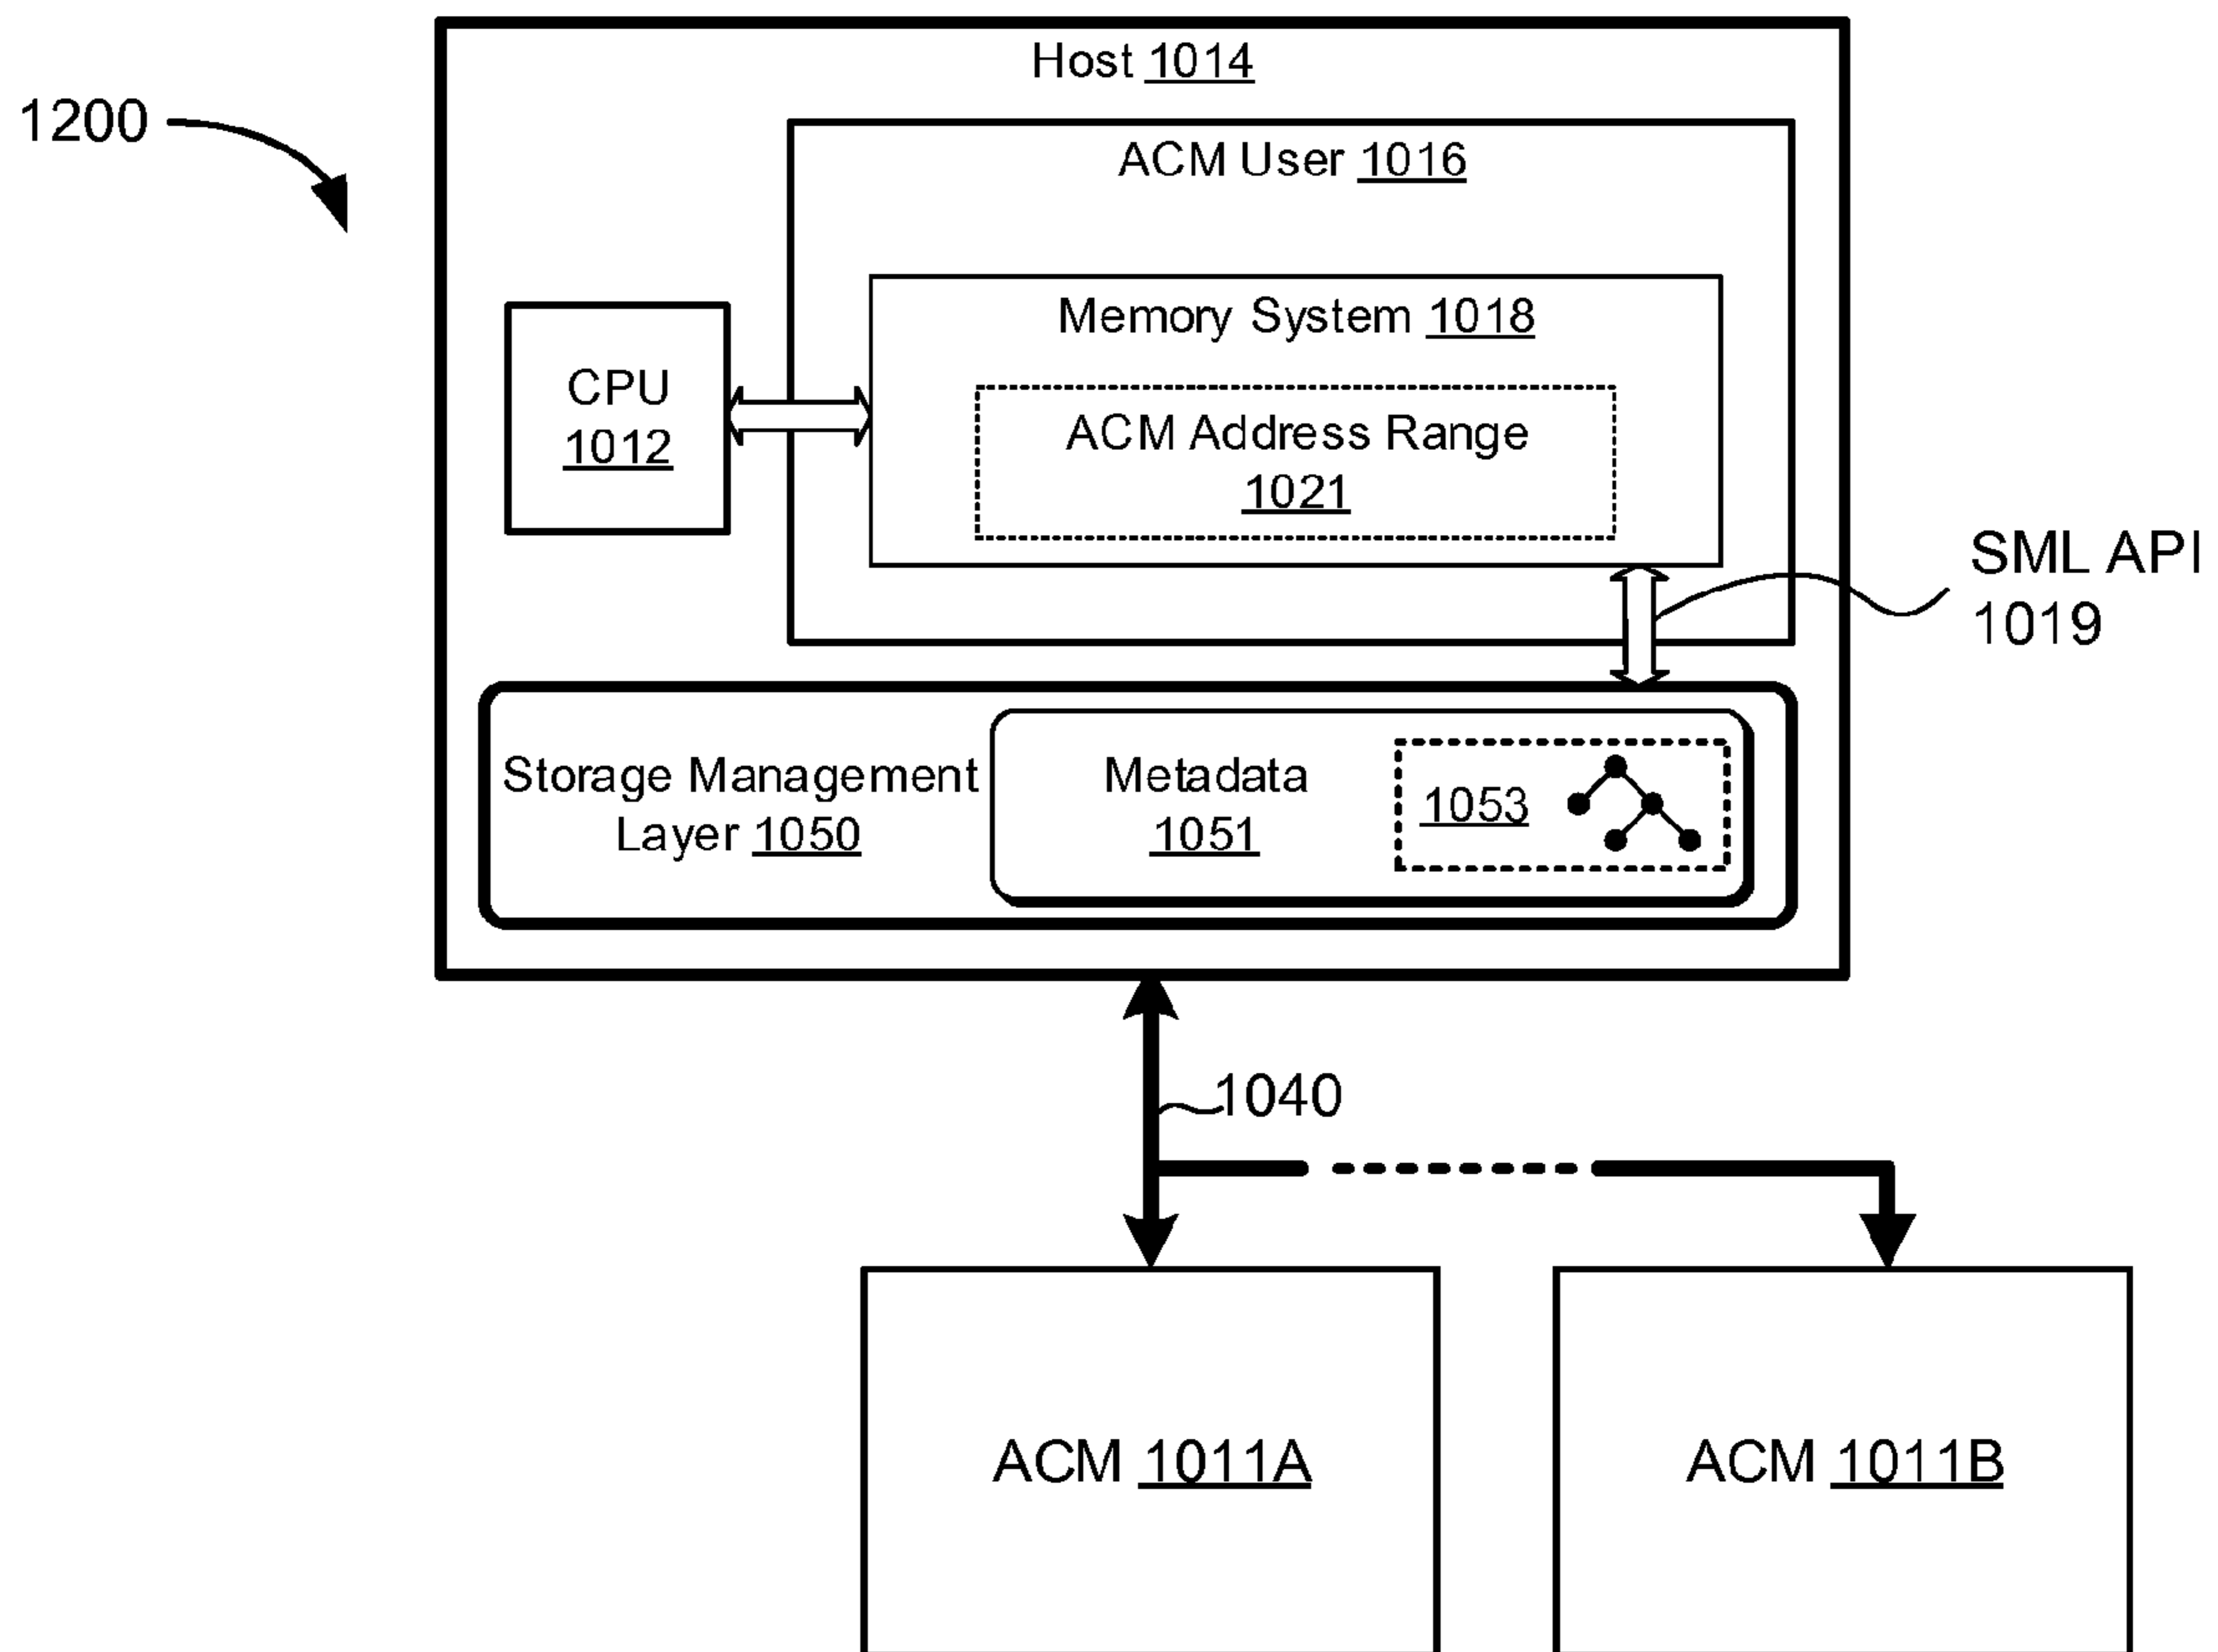 Host 1014
1200
ACM User 1016
Memory System 1018
CPU
1012
ACM Address Range
1021
SML API
1019
Storage Management
Layer 1050
Metadata
1051
1053
1040
ACM 1011A
ACM 1011B